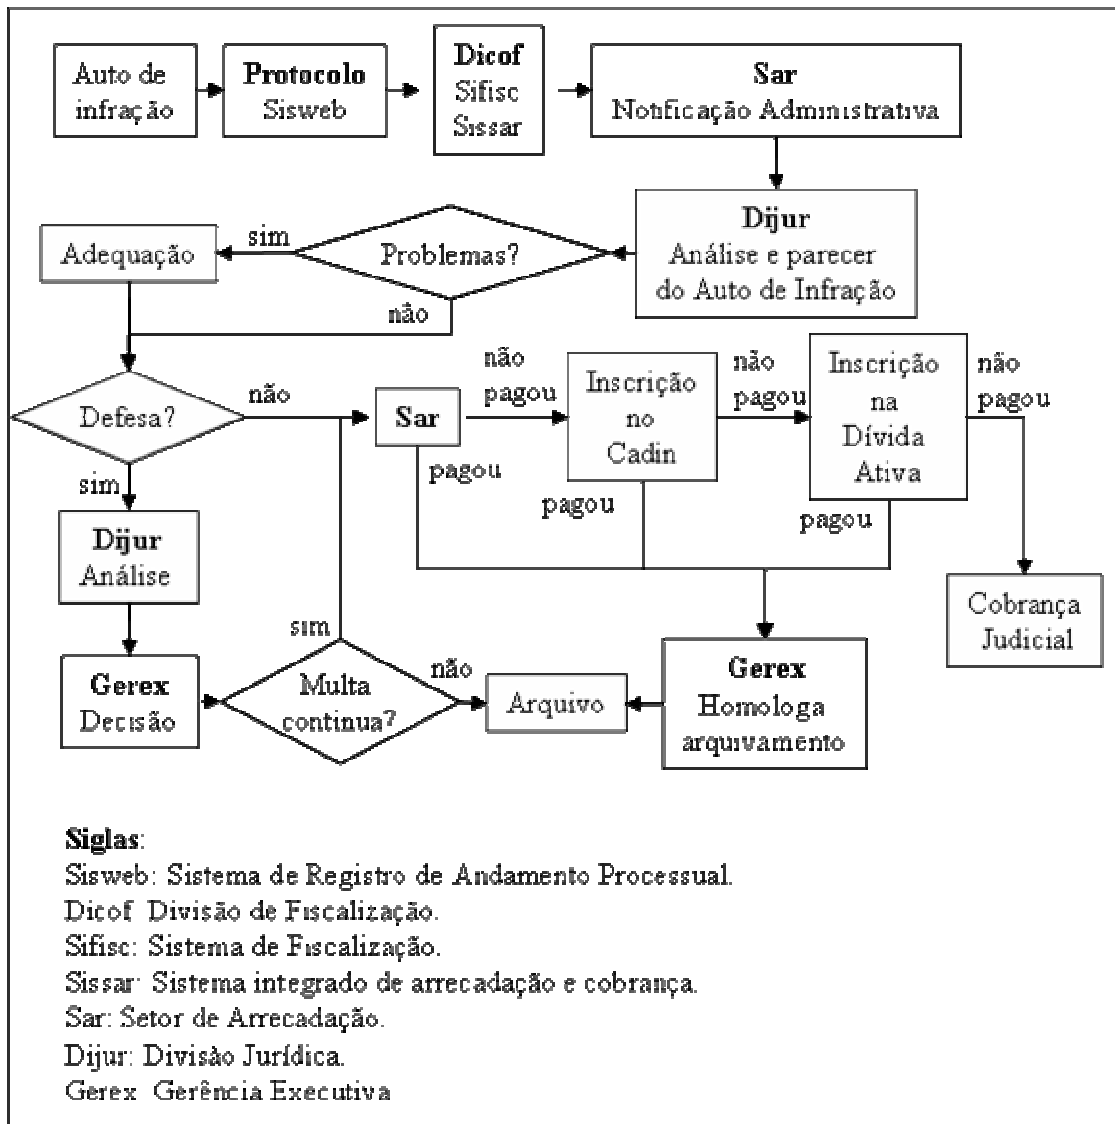 Auto de
infração
Protocolo
Sisweb
Dicof
Sifisc
Sissar
Sar
Notificação Administrativa
Dijur
Análise e parecer
do Auto de Infração
Problemas?
sim
Adequação
não
Defesa?
não
Sar
não
pagou
Inscrição
no
Cadin
não
pagou
Inscrição
na
Dívida
Ativa
não
pagou
pagou
pagou
pagou
sim
Dijur
Análise
Cobrança
Judicial
Gerex
Decisão
sim
Multa
continua?
não
Arquivo
Gerex
Homologa
arquivamento
Siglas:
Sisweb: Sistema de Registro de Andamento Processual.
Dicof Divisão de Fiscalização.
Sifisc: Sistema de Fiscalização.
Sissar: Sistema integrado de arrecadação e cobrança.
Sar: Setor de Arrecadação.
Dijur: Divisão Jurídica.
Gerex Gerência Executiva